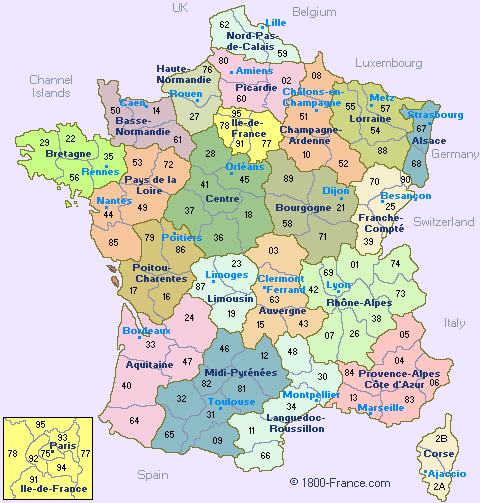 UK
Belgium
62
Lille
Nord-Pas-
de-Calais
59
Haute-
Normandie
76
80
Amiens
02
08
Luxembourg
Picardie
60
Rouen
27
Channel
Islands
50
Caen
14
Basse-
Normandie
61
95
Ile-de-
France
78
91
77
Châlons-en-
Champagne
51
Champagne-
Ardenne
10
52
55
Metz
57
Lorraine
54
88
Strasbourg
67
Alsace
68
Germany
29
22
Bretagne
35
Rennes
56
53
72
Pays de la
Loire
Nantes
49
44
85
28
Orléans
41
45
Centre
37
18
36
89
Dijon
Bourgogne
21
58
71
70
90
Besançon
25
Franche-
Compté
39
Switzerland
79
Poitiers
86
Poitou-
Charentes
17
16
23
Limoges
87
Limousin
19
03
Clermont
Ferrand
63
Auvergne
15
43
01
74
69
Lyon
42
73
Rhône-Alpes
38
07
26
Italy
24
Bordeaux
33
Aquitaine
47
40
64
46
12
Midi-Pyrénées
82
81
32
Toulouse
31
65
09
48
30
Montpellier
34
Languedoc-
Roussillon
11
66
05
04
84
Provence-Alpes
Côte d'Azur
06
13
83
Marseille
2B
Corse
Ajaccio
2A
Spain
95
93
78
Paris
77
92
75
94
91
Ile-de-France
© 1800-France.com